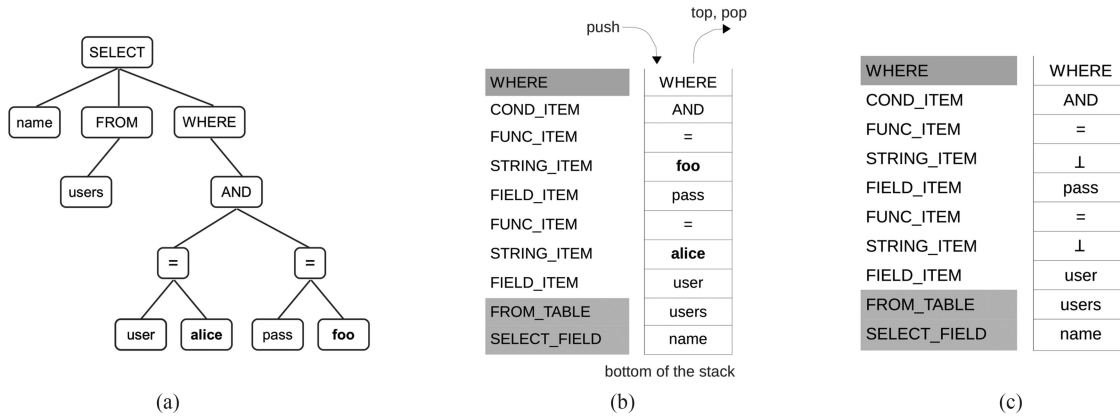 SELECT
name
FROM
WHERE
users
AND
=
=
user
alice
pass
foo
(a)
push
top, pop
WHERE WHERE
COND_ITEM AND
FUNC_ITEM =
STRING_ITEM foo
FIELD_ITEM pass
FUNC_ITEM =
STRING_ITEM alice
FIELD_ITEM user
FROM_TABLE users
SELECT_FIELD name
bottom of the stack
(b)
WHERE WHERE
COND_ITEM AND
FUNC_ITEM =
STRING_ITEM ⊥
FIELD_ITEM pass
FUNC_ITEM =
STRING_ITEM ⊥
FIELD_ITEM user
FROM_TABLE users
SELECT_FIELD name
(c)